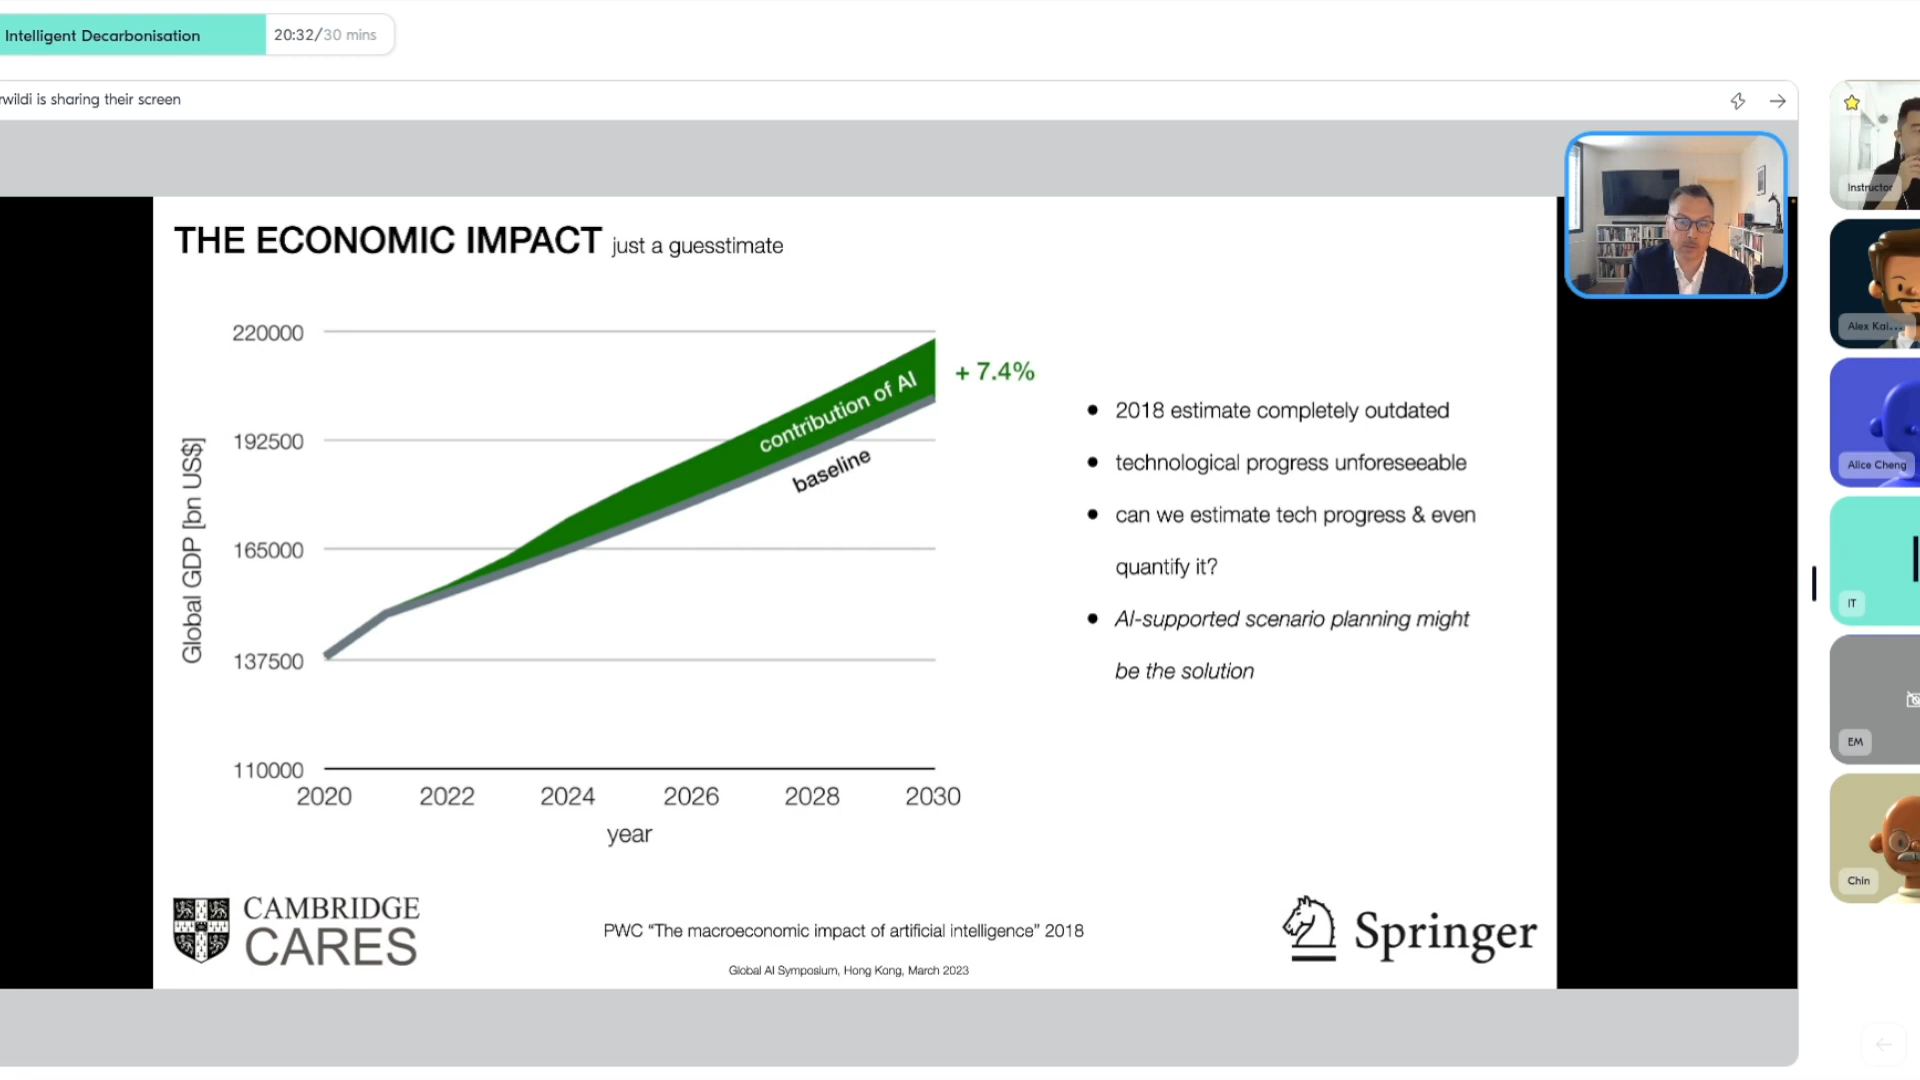 Intelligent Decarbonisation
20:32/30 mins
rwildi is sharing their screen
THE ECONOMIC IMPACT just a guesstimate
220000
192500
165000
137500
110000
Global GDP [bn US$]
contribution of AI
baseline
+ 7.4%
2020 2022 2024 2026 2028 2030
year
• 2018 estimate completely outdated
• technological progress unforeseeable
• can we estimate tech progress & even
quantify it?
• AI-supported scenario planning might
be the solution
CAMBRIDGE
CARES
PWC “The macroeconomic impact of artificial intelligence” 2018
Global AI Symposium, Hong Kong, March 2023
Springer
Instructor
Alex Kai...
Alice Cheng
IT
EM
Chin